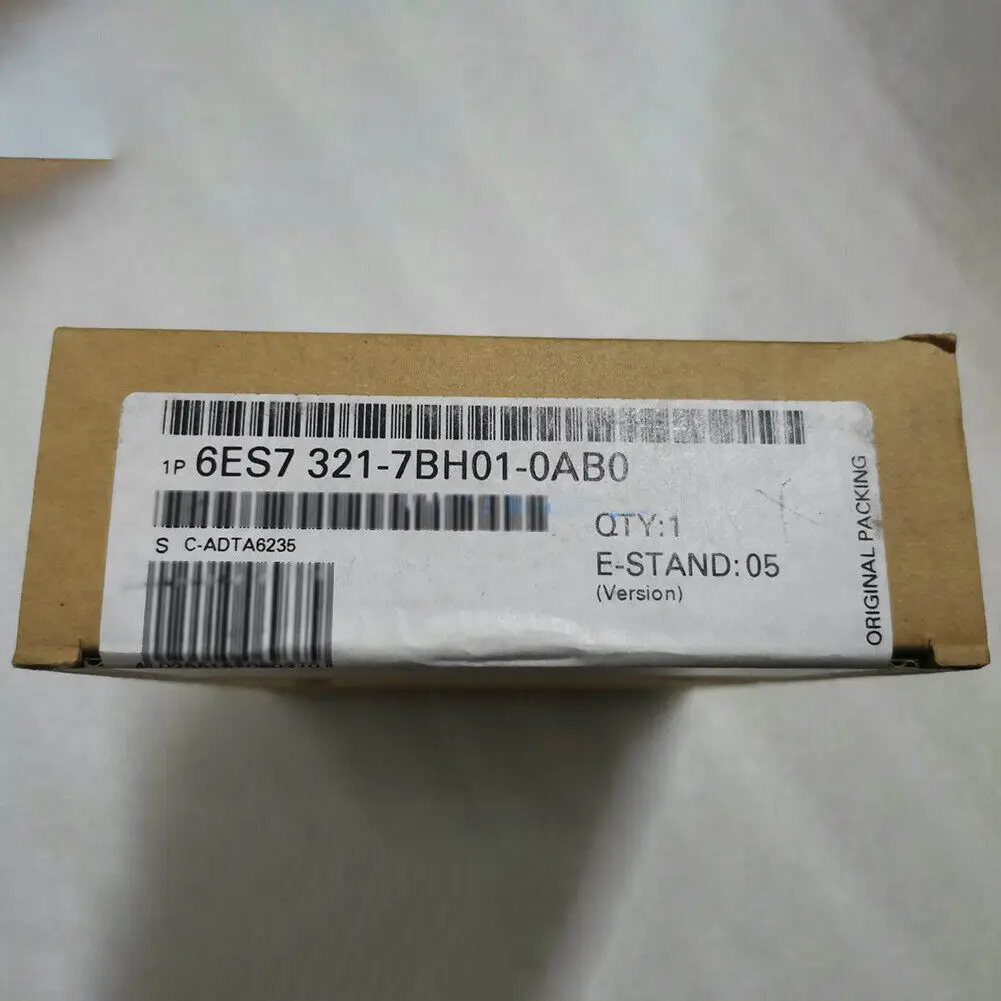 1P 6ES7 321-7BH01-0AB0
S C-ADTA6235
QTY:1
E-STAND:05
(Version)
ORIGINAL PACKING